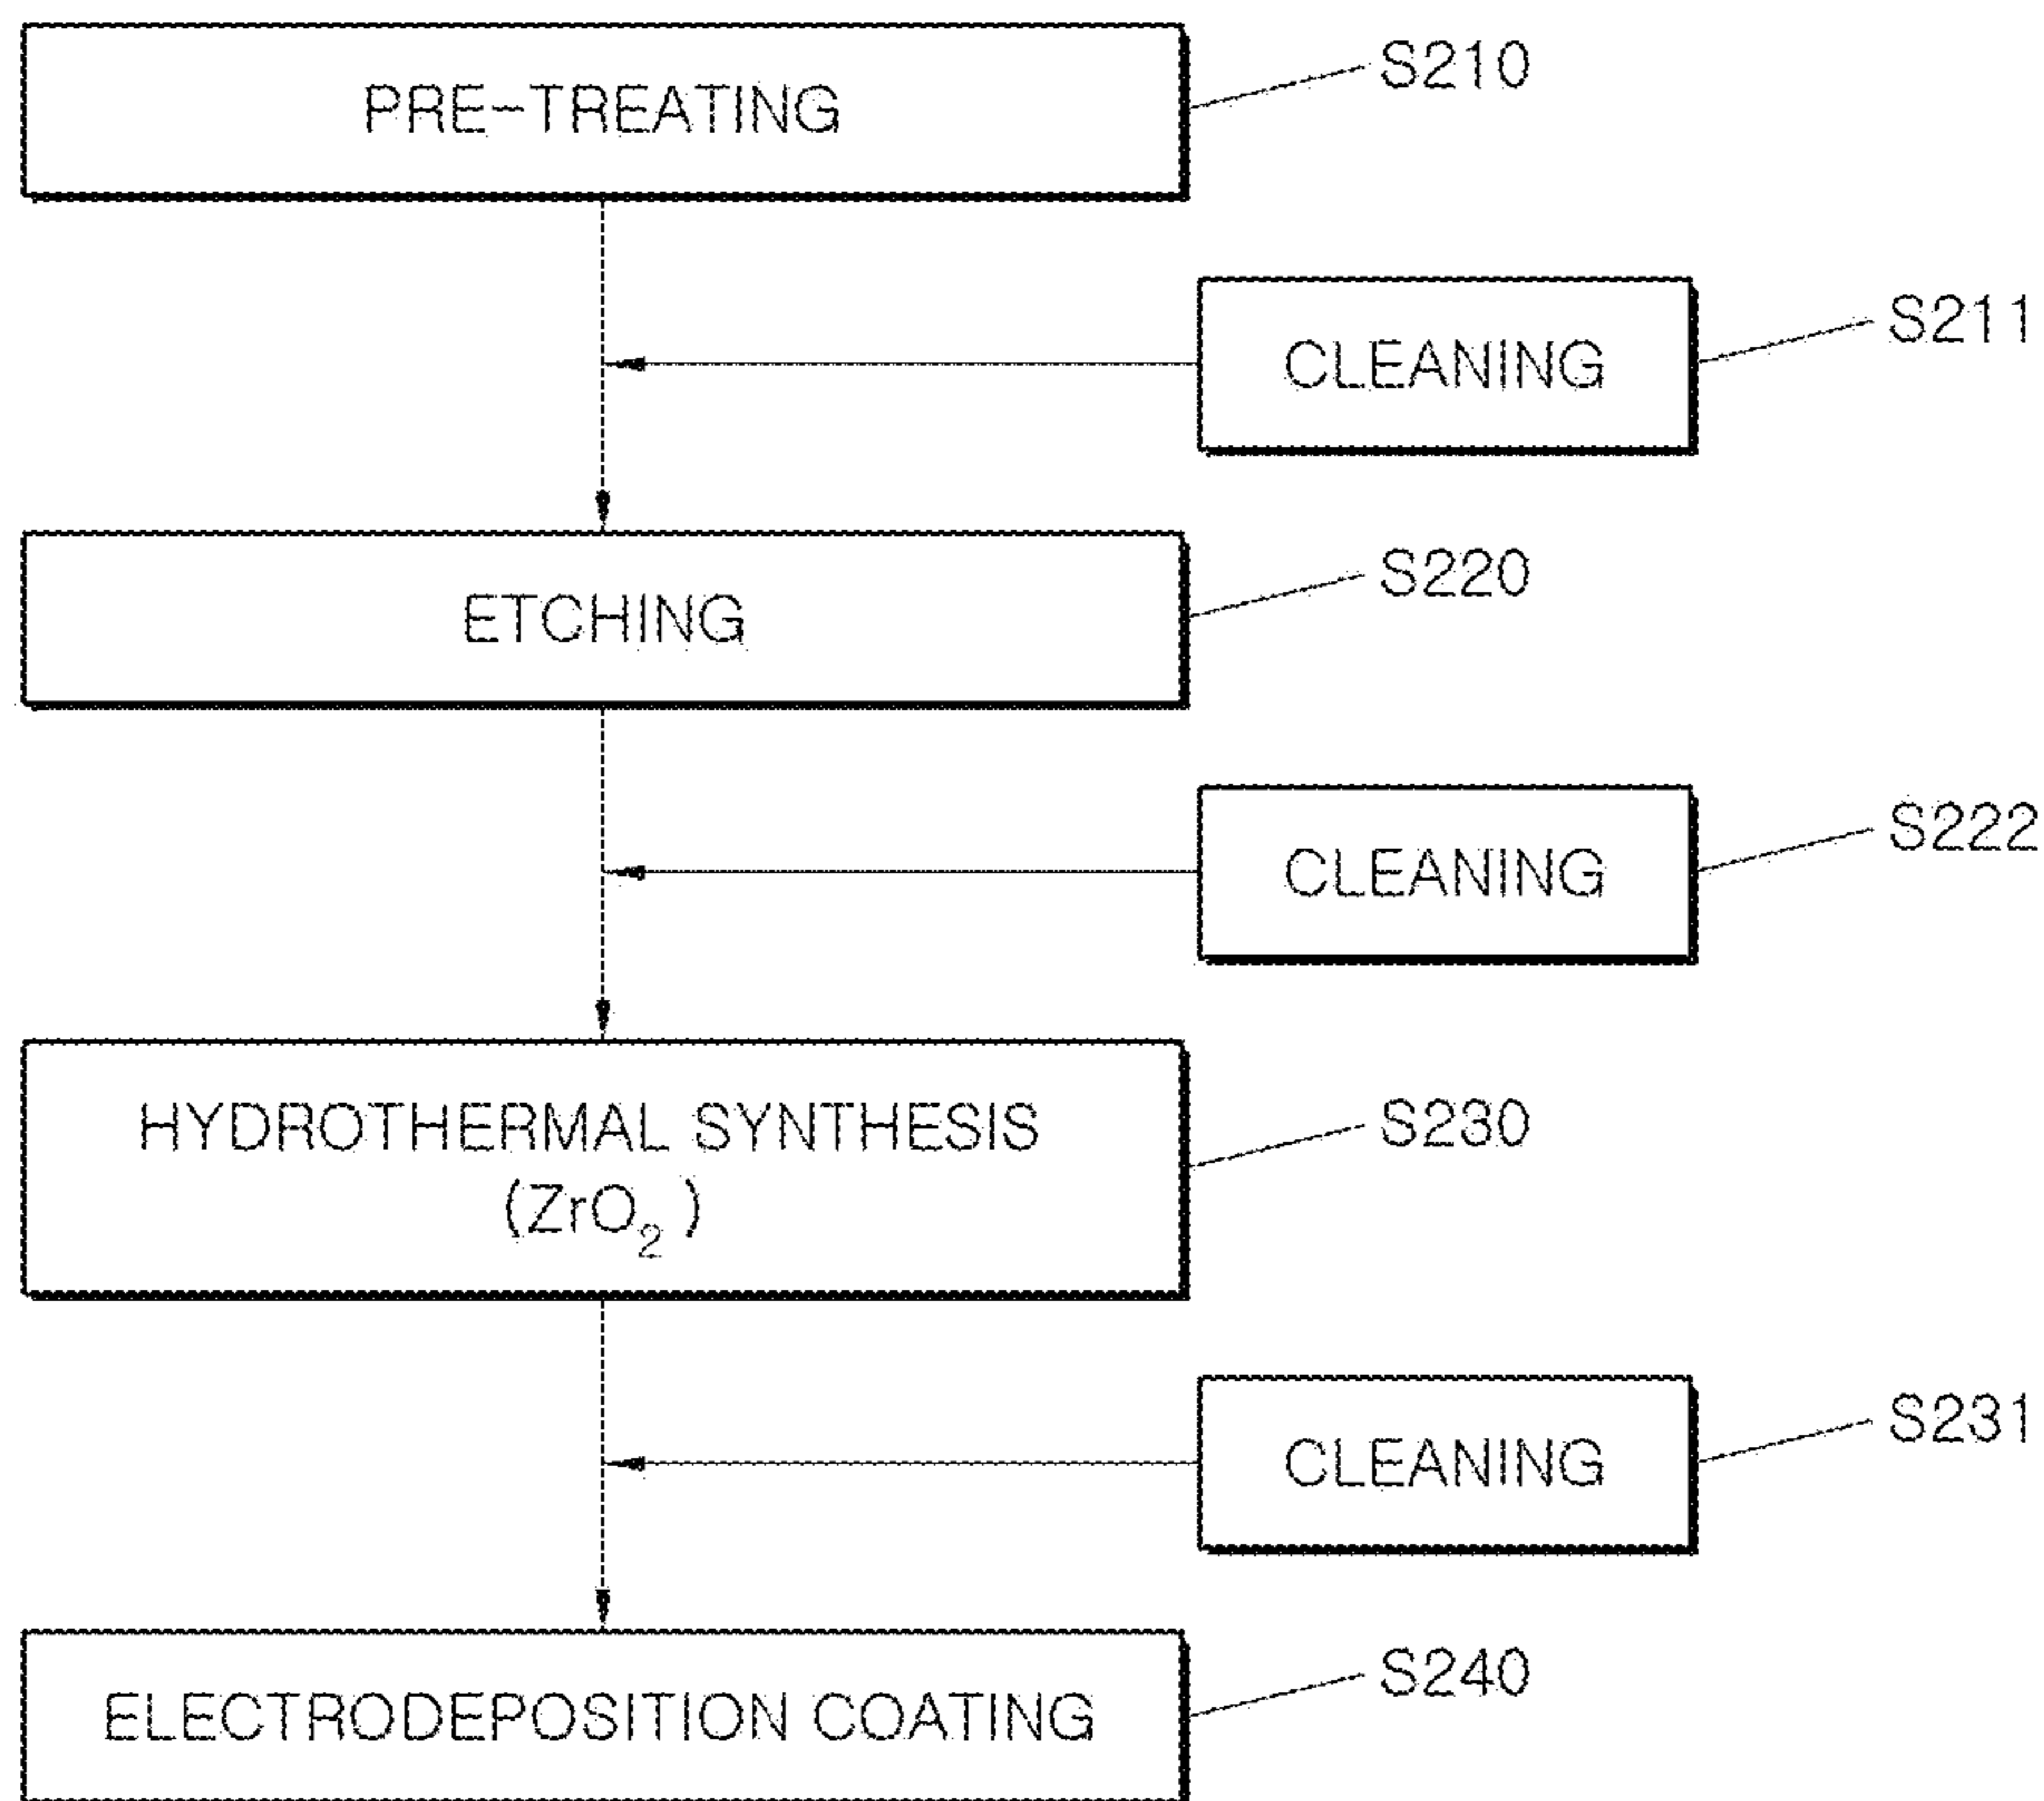 PRE-TREATING
S210
CLEANING
S211
ETCHING
S220
CLEANING
S222
HYDROTHERMAL SYNTHESIS
(ZrO₂ )
S230
CLEANING
S231
ELECTRODEPOSITION COATING
S240